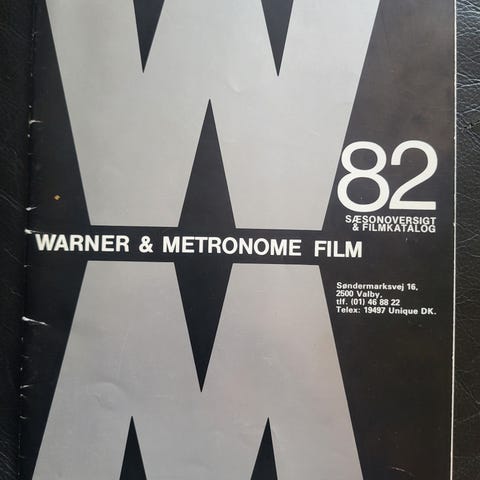 82
SÆSONOVERSIGT
& FILMKATALOG
WARNER & METRONOME FILM
Søndermarksvej 16,
2500 Valby,
tlf. (01) 46 88 22
Telex: 19497 Unique DK.